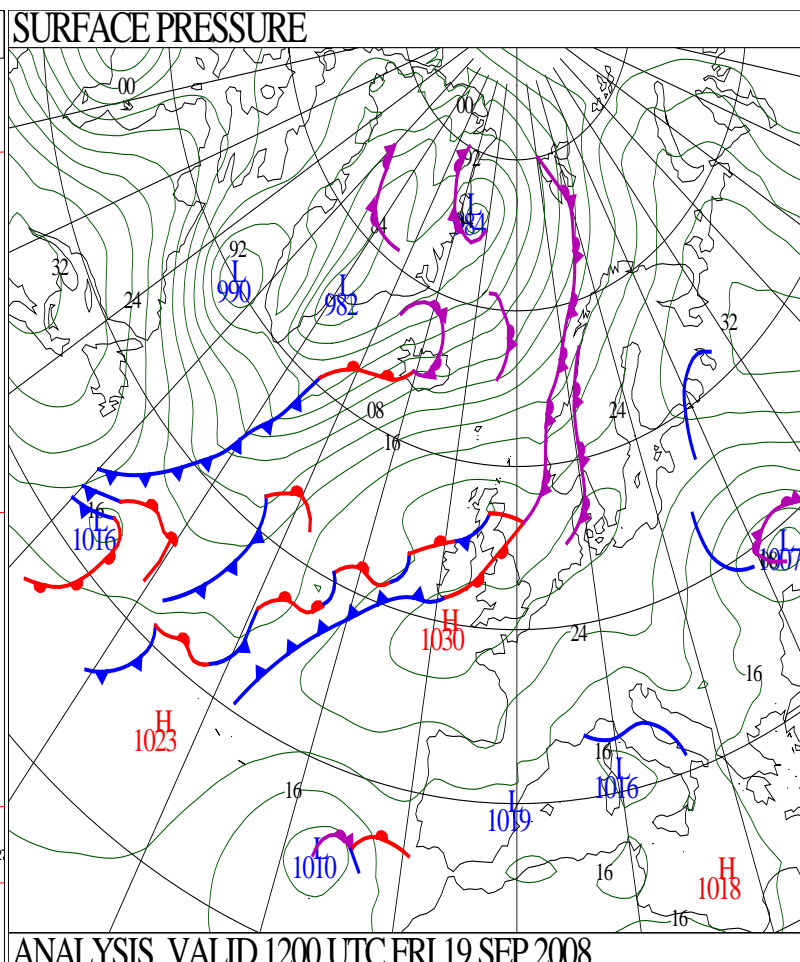 SURFACE PRESSURE
00
00
92
L
984
84
92
L
990
L
982
32
24
32
08
24
16
16
L
1016
L
1007
H
1030
24
16
H
1023
16
L
1016
16
L
1019
L
1010
16
H
1018
16
ANALYSIS VALID 1200 UTC FRI 19 SEP 2008